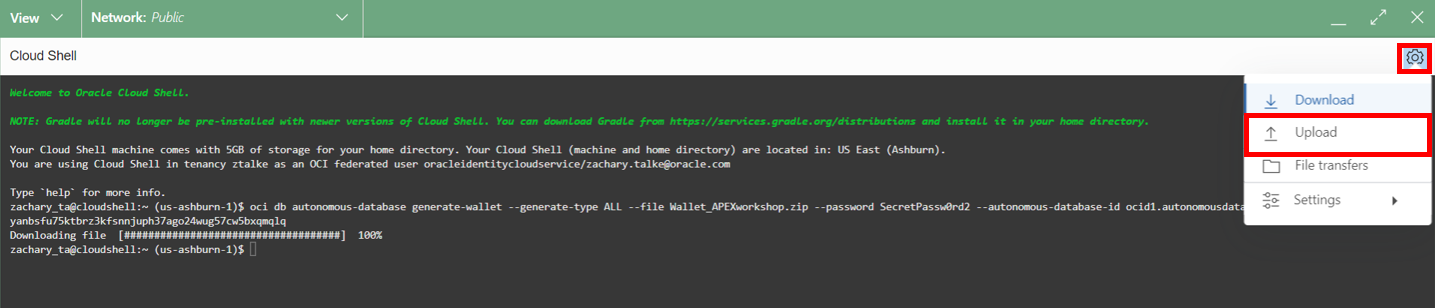 View
Network: Public
Cloud Shell
Welcome to Oracle Cloud Shell.
NOTE: Gradle will no longer be pre-installed with newer versions of Cloud Shell. You can download Gradle from https://services.gradle.org/distributions and install it in your home directory.
Your Cloud Shell machine comes with 5GB of storage for your home directory. Your Cloud Shell (machine and home directory) are located in: US East (Ashburn).
You are using Cloud Shell in tenancy ztalke as an OCI federated user oracleidentitycloudservice/zachary.talke@oracle.com
Type `help` for more info.
zachary_ta@cloudshell:~ (us-ashburn-1)$ oci db autonomous-database generate-wallet --generate-type ALL --file Wallet_APEXworkshop.zip --password SecretPassw0rd2 --autonomous-database-id ocid1.autonomousdata
yanbsfu75ktbrz3kfsnnjuph37ago24wug57cw5bxqmqlq
Downloading file [####################################] 100%
zachary_ta@cloudshell:~ (us-ashburn-1)$
Download
Upload
File transfers
Settings